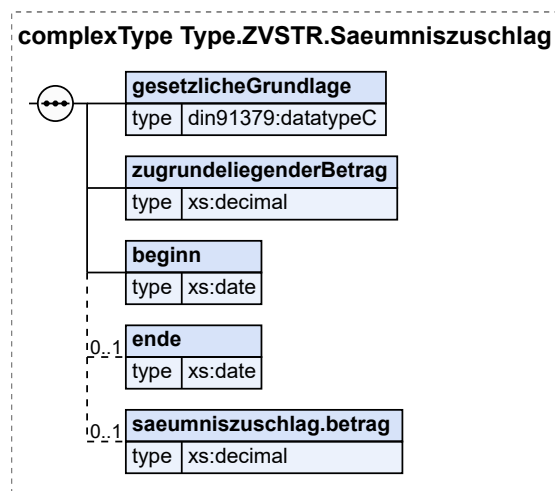 complexType Type.ZVSTR.Saeumniszuschlag
gesetzlicheGrundlage
type din91379:datatypeC
zugrundeliegenderBetrag
type xs:decimal
beginn
type xs:date
0..1 ende
type xs:date
0..1 saeumniszuschlag.betrag
type xs:decimal